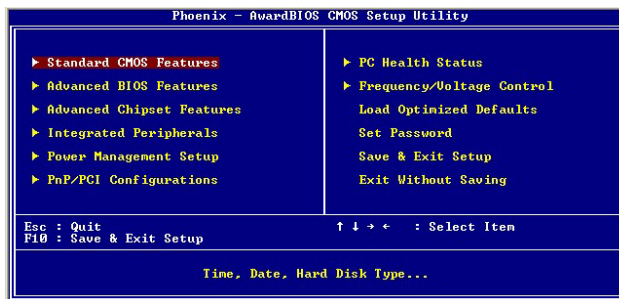 Phoenix - AwardBIOS CMOS Setup Utility
► Standard CMOS Features
► Advanced BIOS Features
► Advanced Chipset Features
► Integrated Peripherals
► Power Management Setup
► PnP/PCI Configurations
► PC Health Status
► Frequency/Voltage Control
Load Optimized Defaults
Set Password
Save & Exit Setup
Exit Without Saving
Esc : Quit
F10 : Save & Exit Setup
↑ ↓ → ← : Select Item
Time, Date, Hard Disk Type...